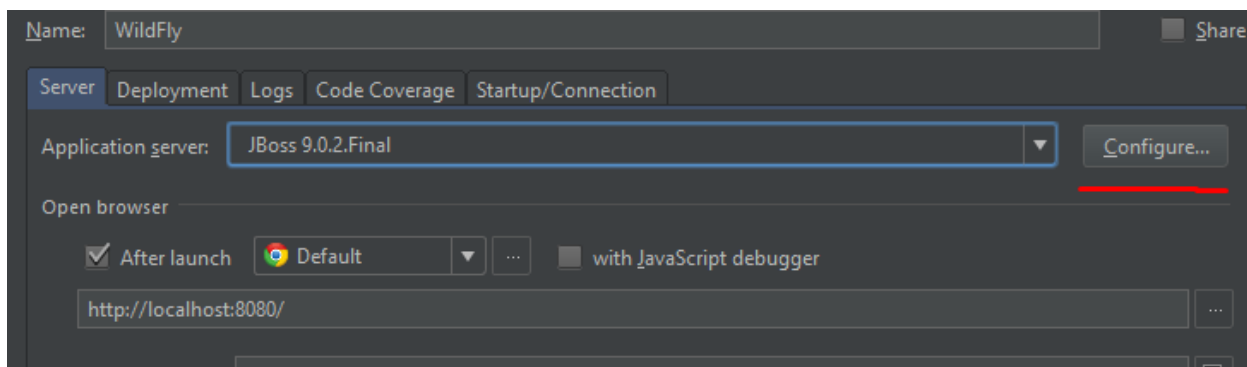 Name: WildFly Share
Server Deployment Logs Code Coverage Startup/Connection
Application server: JBoss 9.0.2.Final Configure...
Open browser
After launch Default ... with JavaScript debugger
http://localhost:8080/ ...